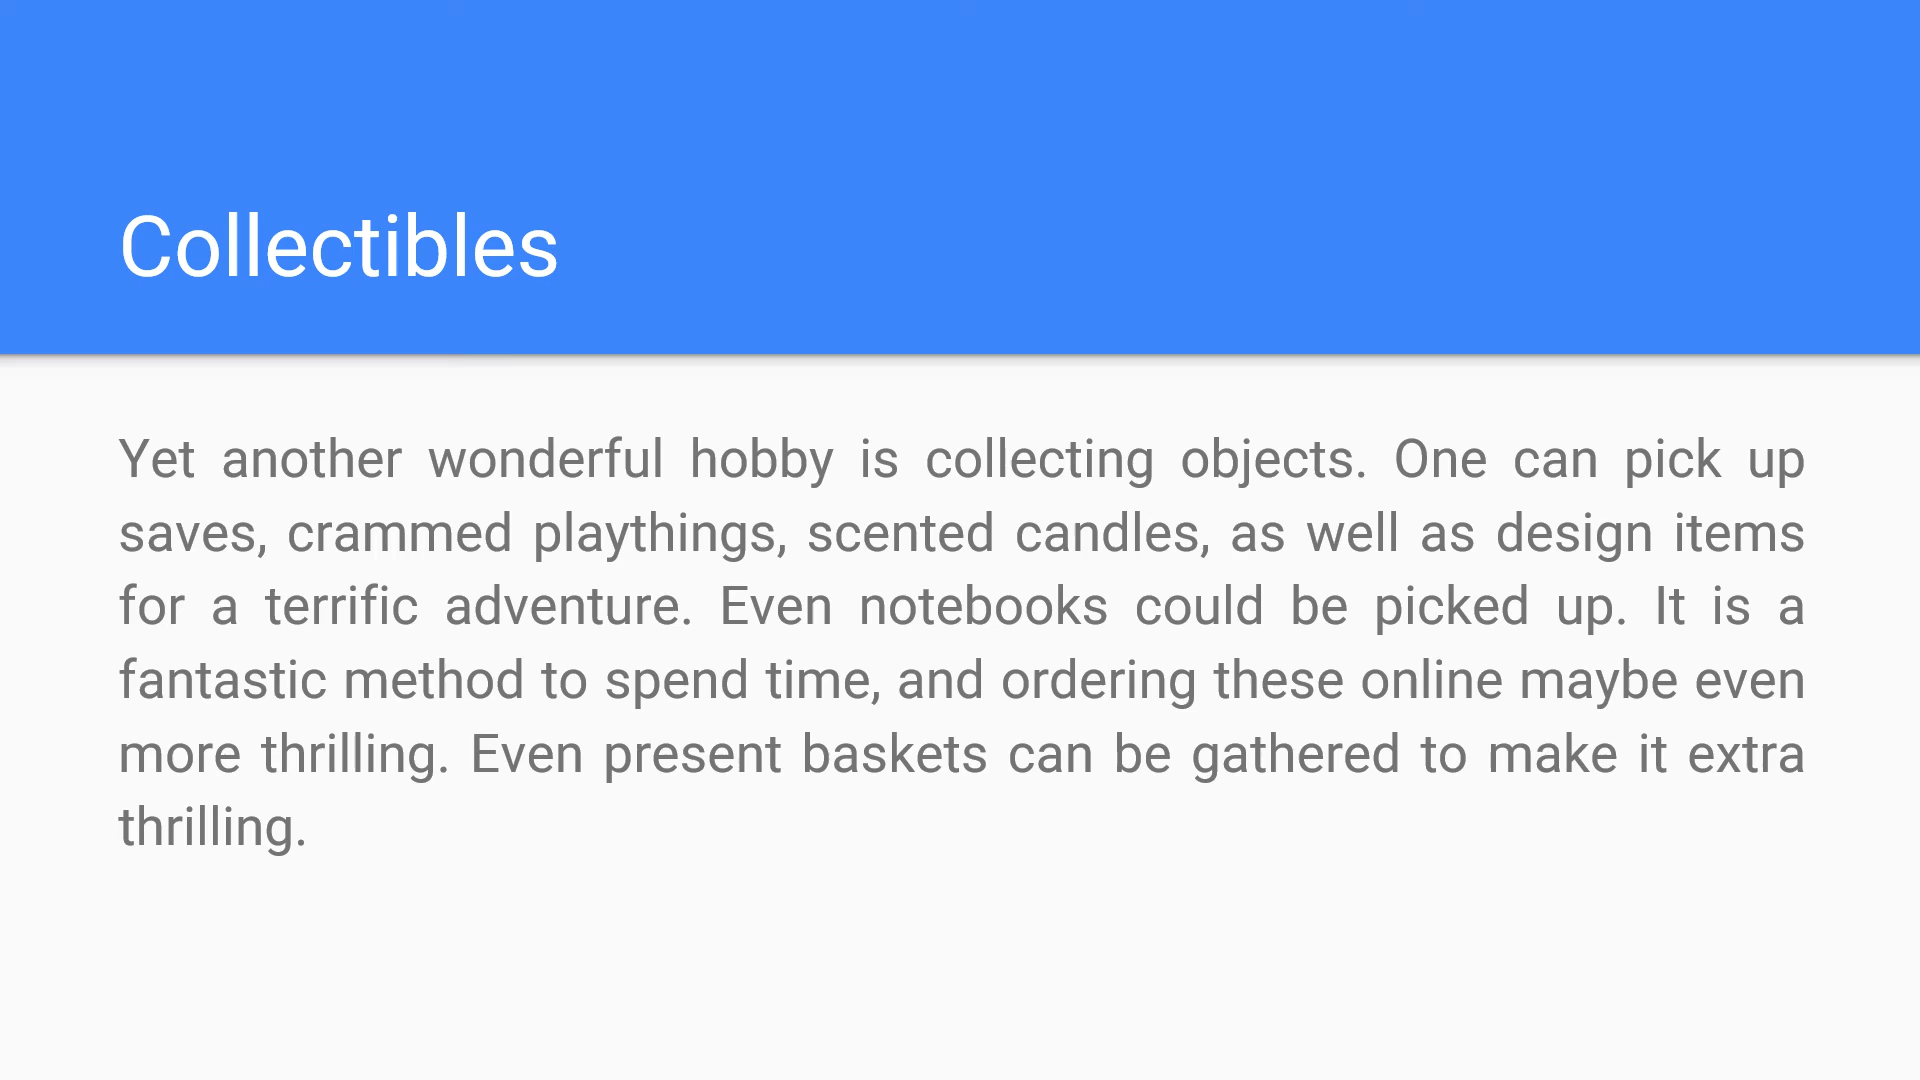 Collectibles
Yet another wonderful hobby is collecting objects. One can pick up
saves, crammed playthings, scented candles, as well as design items
for a terrific adventure. Even notebooks could be picked up. It is a
fantastic method to spend time, and ordering these online maybe even
more thrilling. Even present baskets can be gathered to make it extra
thrilling.